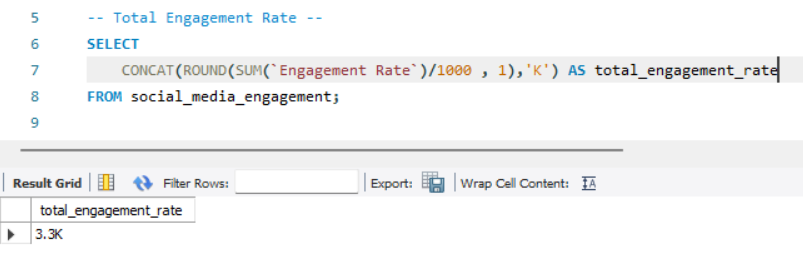 5 -- Total Engagement Rate --
6 SELECT
7 CONCAT(ROUND(SUM(`Engagement Rate`)/1000 , 1),'K') AS total_engagement_rate
8 FROM social_media_engagement;
9
Result Grid Filter Rows: Export: Wrap Cell Content:
total_engagement_rate
3.3K